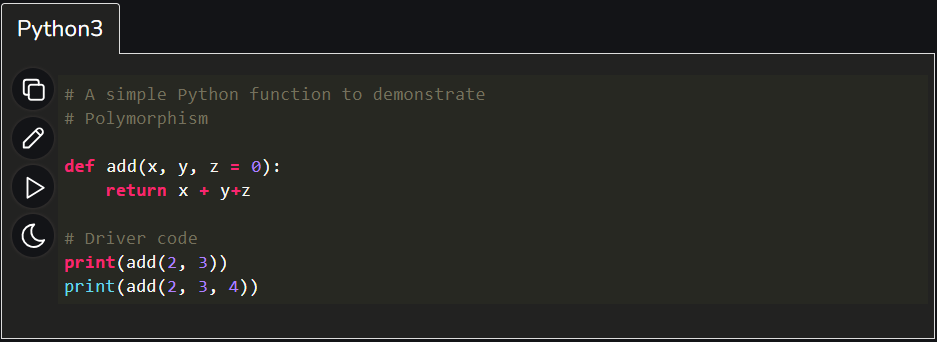 Python3
# A simple Python function to demonstrate
# Polymorphism
def add(x, y, z = 0):
    return x + y+z
# Driver code
print(add(2, 3))
print(add(2, 3, 4))